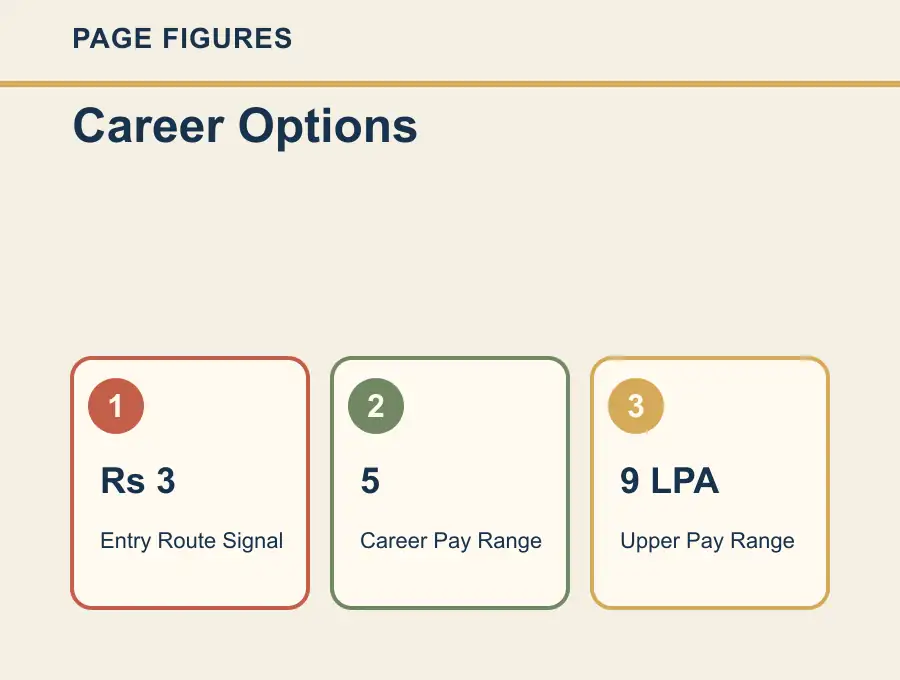 PAGE FIGURES
Career Options
1
Rs 3
Entry Route Signal
2
5
Career Pay Range
3
9 LPA
Upper Pay Range